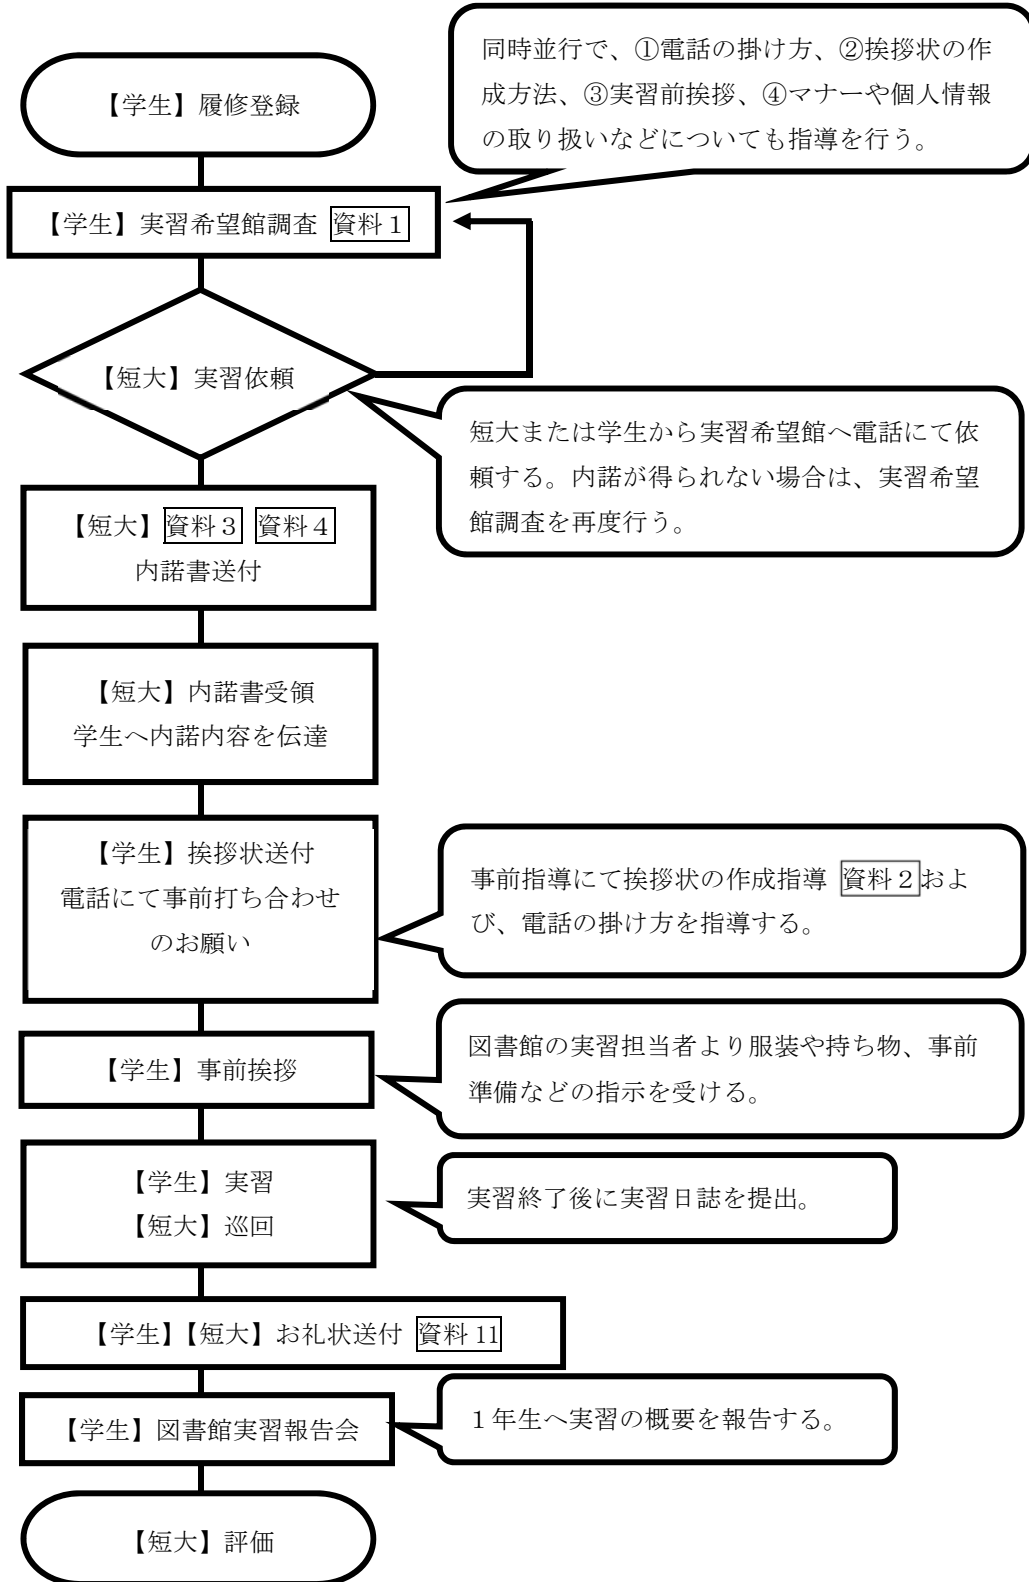 【学生】履修登録
同時並行で、①電話の掛け方、②挨拶状の作
成方法、③実習前挨拶、④マナーや個人情報
の取り扱いなどについても指導を行う。
【学生】実習希望館調査 資料１
【短大】実習依頼
短大または学生から実習希望館へ電話にて依
頼する。内諾が得られない場合は、実習希望
館調査を再度行う。
【短大】資料３ 資料４
内諾書送付
【短大】内諾書受領
学生へ内諾内容を伝達
【学生】挨拶状送付
電話にて事前打ち合わせ
のお願い
事前指導にて挨拶状の作成指導 資料２およ
び、電話の掛け方を指導する。
【学生】事前挨拶
図書館の実習担当者より服装や持ち物、事前
準備などの指示を受ける。
【学生】実習
【短大】巡回
実習終了後に実習日誌を提出。
【学生】【短大】お礼状送付 資料 11
【学生】図書館実習報告会
１年生へ実習の概要を報告する。
【短大】評価